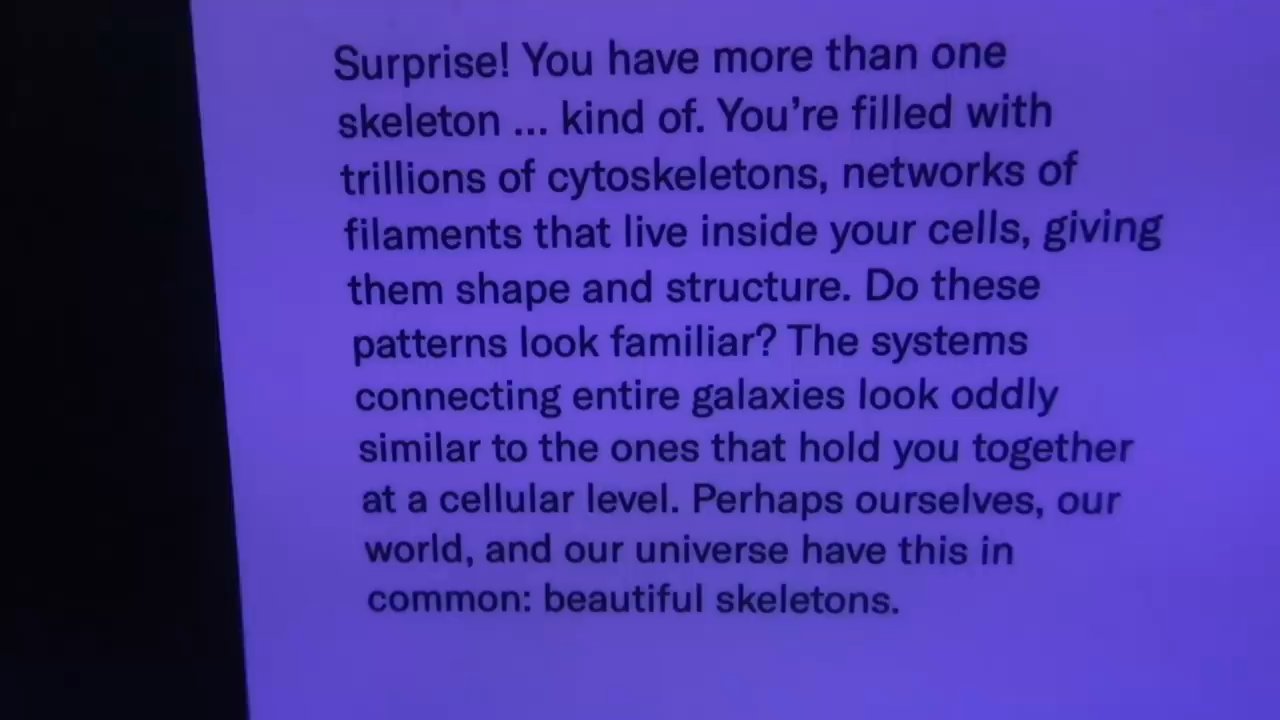 Surprise! You have more than one
skeleton ... kind of. You’re filled with
trillions of cytoskeletons, networks of
filaments that live inside your cells, giving
them shape and structure. Do these
patterns look familiar? The systems
connecting entire galaxies look oddly
similar to the ones that hold you together
at a cellular level. Perhaps ourselves, our
world, and our universe have this in
common: beautiful skeletons.